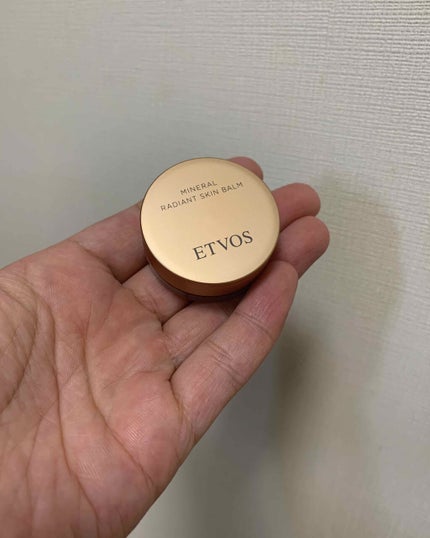 MINERAL
RADIANT SKIN BALM
ETVOS